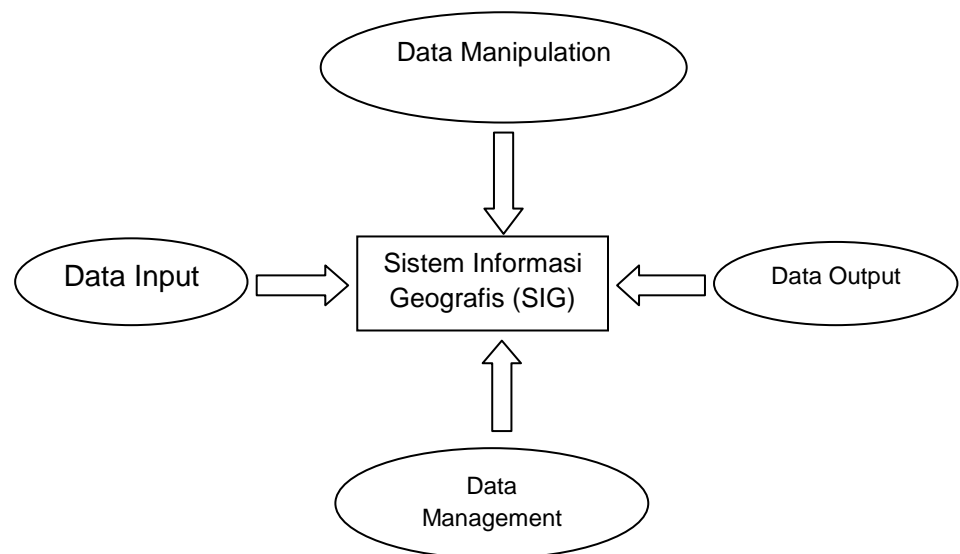 Data Manipulation
Data Input
Sistem Informasi
Geografis (SIG)
Data Output
Data
Management